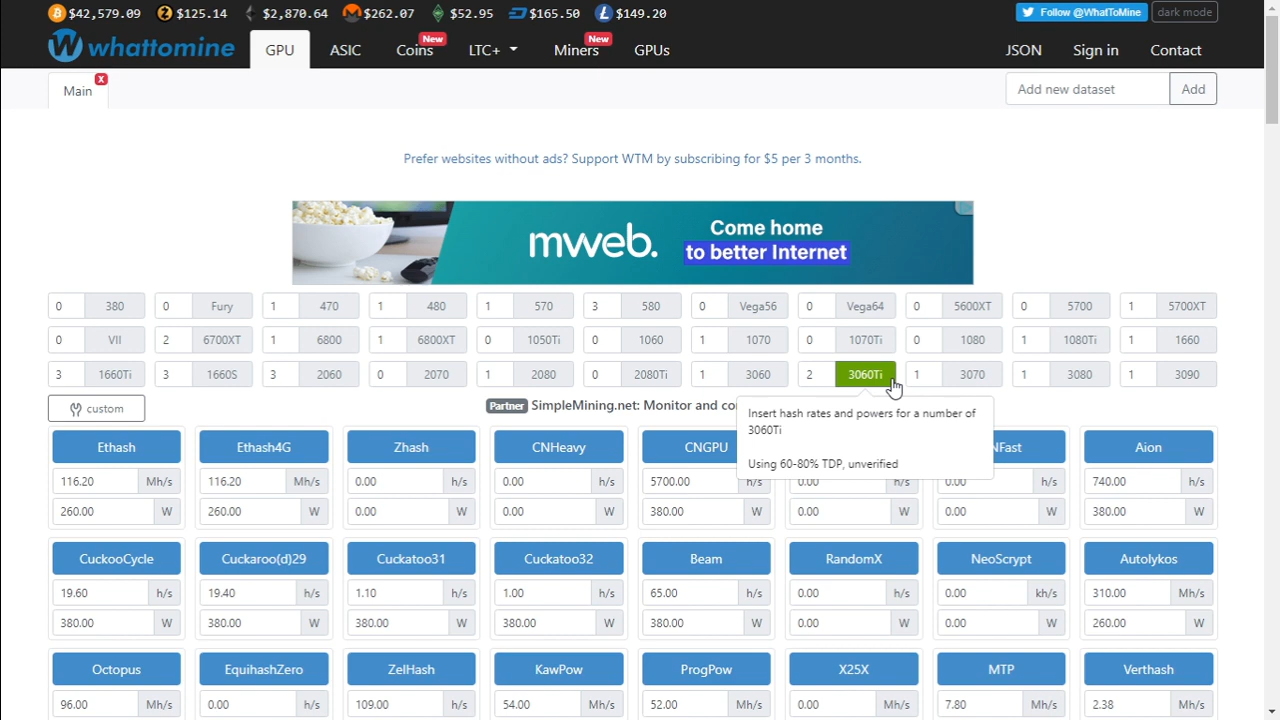 $42,579.09 $125.14 $2,870.64 $262.07 $52.95 $165.50 $149.20 Follow @WhatToMine dark mode
whattomine GPU ASIC Coins New LTC+ Miners New GPUs JSON Sign in Contact
Main x Add new dataset Add
Prefer websites without ads? Support WTM by subscribing for $5 per 3 months.
mweb. Come home
to better Internet
0 380 0 Fury 1 470 1 480 1 570 3 580 0 Vega56 0 Vega64 0 5600XT 0 5700 1 5700XT
0 VII 2 6700XT 1 6800 1 6800XT 0 1050Ti 0 1060 1 1070 0 1070Ti 0 1080 1 1080Ti 1 1660
3 1660Ti 3 1660S 3 2060 0 2070 1 2080 0 2080Ti 1 3060 2 3060Ti 1 3070 1 3080 1 3090
custom Partner SimpleMining.net: Monitor and
Insert hash rates and powers for a number of
3060Ti
Using 60-80% TDP, unverified
Ethash Ethash4G Zhash CNHeavy CNGPU Aion
116.20 Mh/s 116.20 Mh/s 0.00 h/s 0.00 h/s 5700.00 h/s 0.00 h/s 0.00 h/s 740.00 h/s
260.00 W 260.00 W 0.00 W 0.00 W 380.00 W 0.00 W 0.00 W 380.00 W
CuckooCycle Cuckaroo(d)29 Cuckatoo31 Cuckatoo32 Beam RandomX NeoScrypt Autolykos
19.60 h/s 19.40 h/s 1.10 h/s 1.00 h/s 65.00 h/s 0.00 h/s 0.00 kh/s 310.00 Mh/s
380.00 W 380.00 W 380.00 W 380.00 W 380.00 W 0.00 W 0.00 W 260.00 W
Octopus EquihashZero ZelHash KawPow ProgPow X25X MTP Verthash
96.00 Mh/s 0.00 h/s 109.00 h/s 54.00 Mh/s 52.00 Mh/s 0.00 Mh/s 7.80 Mh/s 2.38 Mh/s